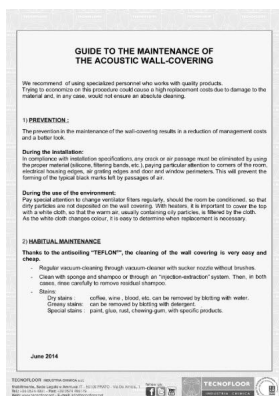 GUIDE TO THE MAINTENANCE OF
THE ACOUSTIC WALL-COVERING
We recommend of using specialized personnel who works with quality products.
Trying to economize on this procedure could cause a high replacement costs due to damage to the
material and, in any case, would not ensure an absolute cleaning.
1) PREVENTION :
The prevention in the maintenance of the wall-covering results in a reduction of management costs
and a better look.
During the installation:
In compliance with installation specifications, any crack or air passage must be eliminated by using
the proper material (silicone, filtering bands, etc.), paying particular attention to corners of the room,
electrical housing edges, air grating edges and door and window perimeters. This will prevent the
forming of the typical black marks left by passages of air.
During the use of the environment:
Pay special attention to change ventilator filters regularly, should the room be conditioned, so that
dirty particles are not deposited on the wall covering. With heaters, it is important to cover the top
with a white cloth, so that the warm air, usually containing oily particles, is filtered by the cloth.
As the white cloth changes colour, it is easy to determine when replacement is necessary.
2) HABITUAL MAINTENANCE
Thanks to the antisoiling "TEFLON"", the cleaning of the wall covering is very easy and
cheap.
- Regular vacuum-cleaning through vacuum-cleaner with sucker nozzle without brushes.
- Clean with sponge and shampoo or through an "injection-extraction" system. Then, in both
cases, rinse carefully to remove residual shampoo.
- Stains:
Dry stains : coffee, wine , blood, etc. can be removed by blotting with water.
Greasy stains: can be removed by blotting with detergent.
Special stains : paint, glue, rust, chewing-gum, with specific products.
June 2014
TECNOFLOOR
TECNOFLOOR